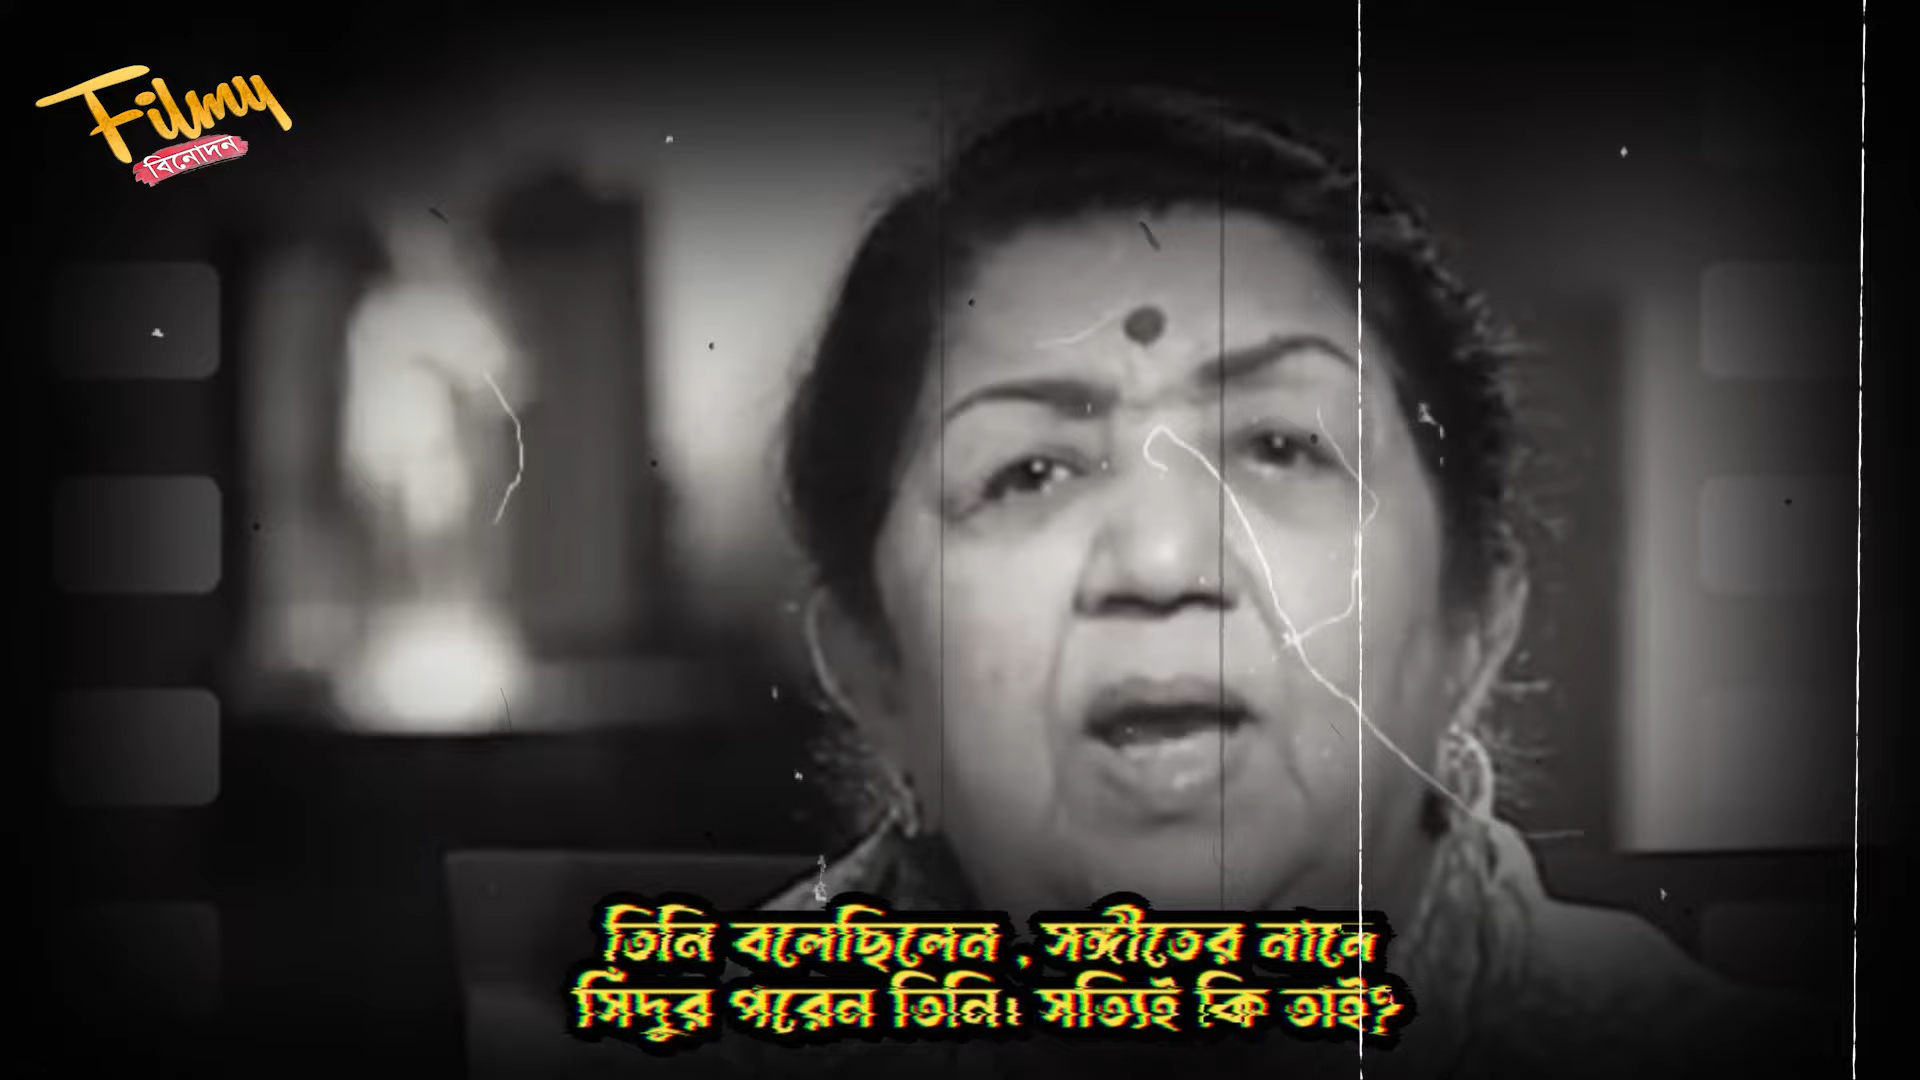 Filmy
বিনোদন
তিনি বলেছিলেন , সঙ্গীতের নামে
সিঁদুর পরেন তিনি। সত্যিই কি তাই?